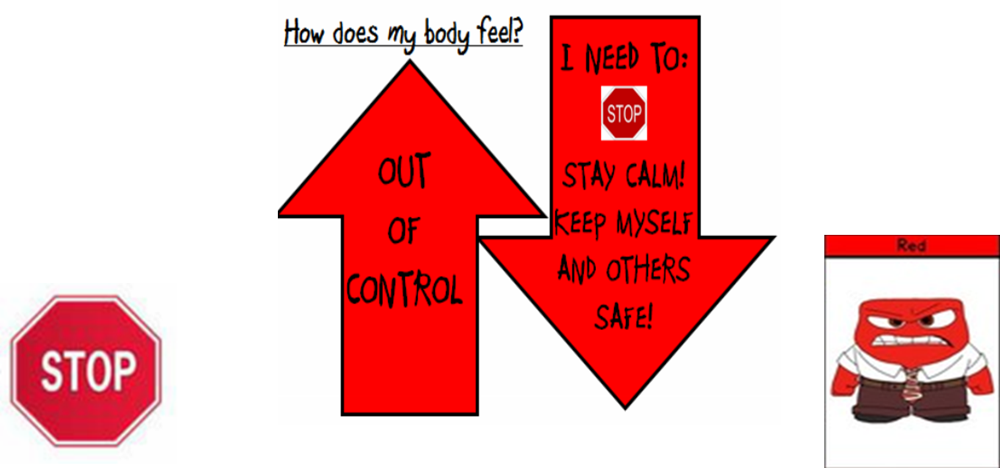 How does my body feel?
OUT
OF
CONTROL
I NEED TO:
STOP
STAY CALM!
KEEP MYSELF
AND OTHERS
SAFE!
STOP
Red